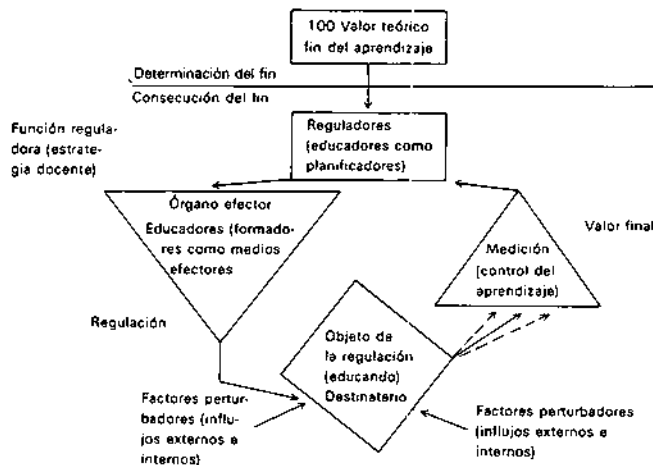 100 Valor teórico
fin del aprendizaje
Determinación del fin
Consecución del fin
Función regula-
dora (estrate-
gia docente)
Reguladores
(educadores como
planificadores)
Órgano efector
Educadores (formado-
res como medios
efectores
Valor final
Medición
[control del
aprendizaje)
Regulación
Objeto de
la regulación
(educando)
Destinatario
Factores pertur-
badores (influ-
jos externos e
internos)
Factores perturbadores
(influjos externos e
internos)